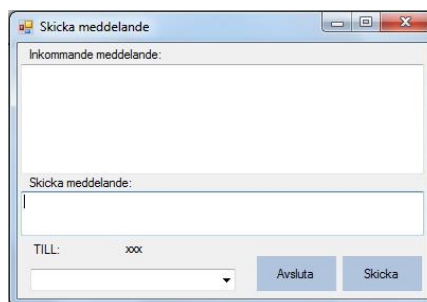 Skicka meddelande
Inkommande meddelande:
Skicka meddelande:
TILL: xxx
Avsluta Skicka